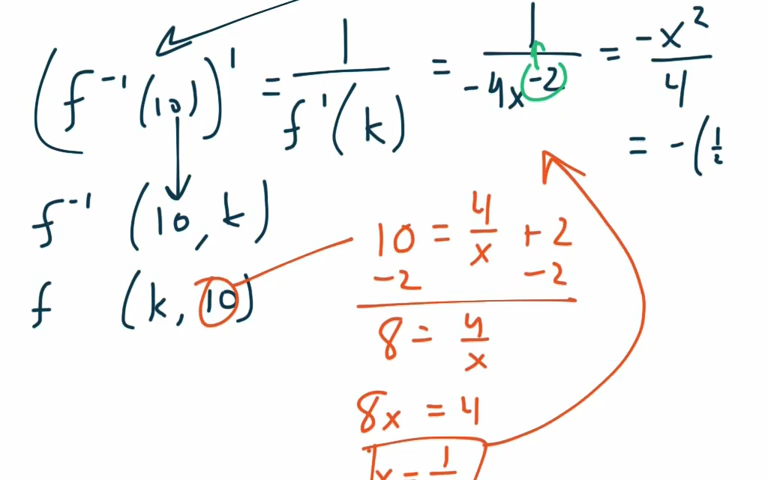 (f⁻¹(10))' = 1/f'(k) = 1/-4x⁻² = -x²/4
= -(1/2
f⁻¹ (10, k)
f (k, 10)
10 = 4/x + 2
-2 -2
8 = 4/x
8x = 4
x = 1